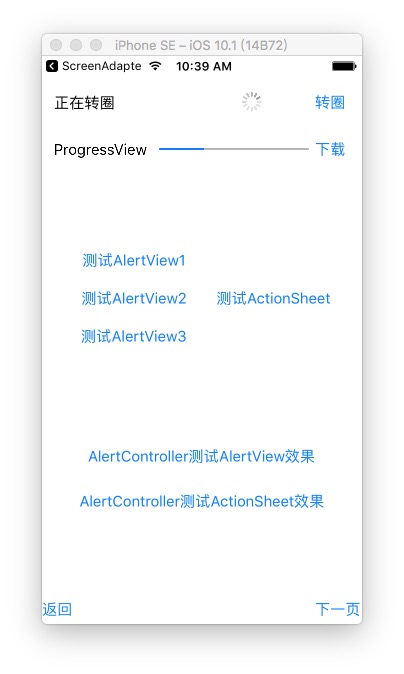 iPhone SE – iOS 10.1 (14B72)
ScreenAdapte 10:39 AM
正在转圈 转圈
ProgressView 下载
测试AlertView1
测试AlertView2 测试ActionSheet
测试AlertView3
AlertController测试AlertView效果
AlertController测试ActionSheet效果
返回 下一页